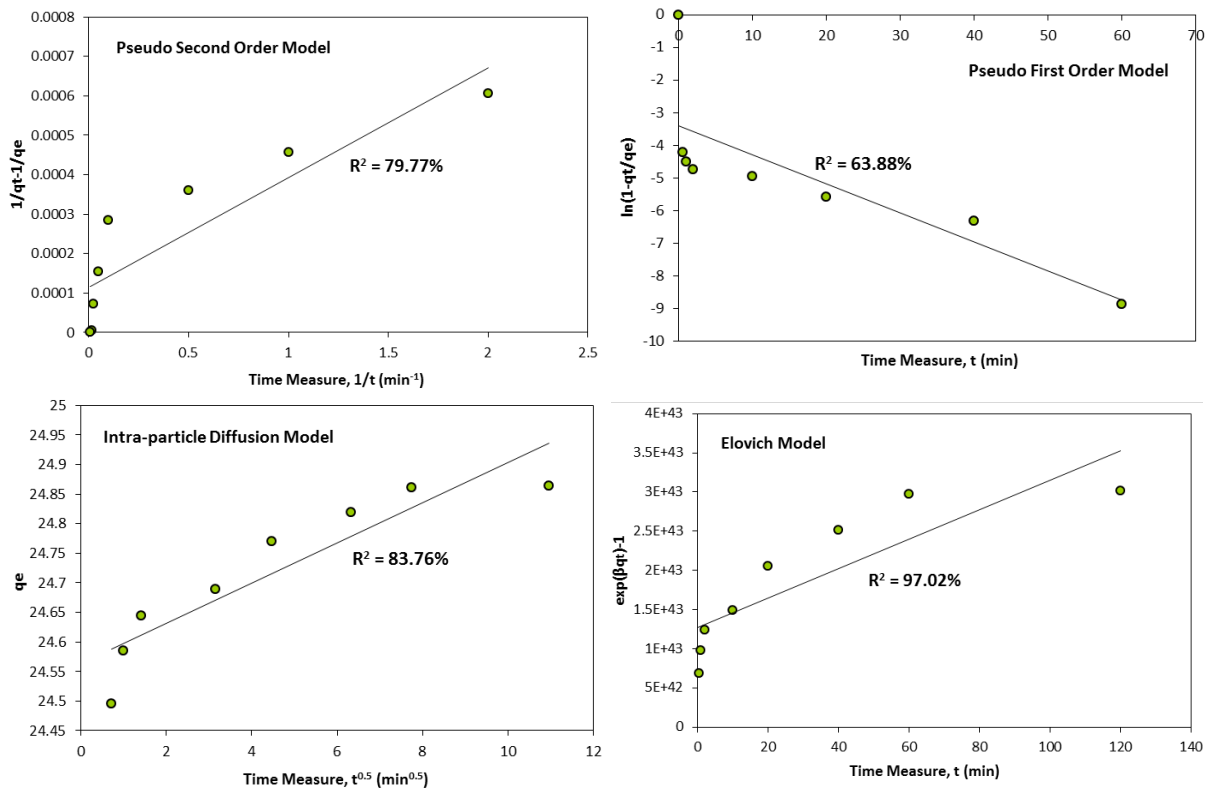 Pseudo Second Order Model
1/qt-1/qe
0.0008
0.0007
0.0006
0.0005
0.0004
0.0003
0.0002
0.0001
0
R² = 79.77%
0 0.5 1 1.5 2 2.5
Time Measure, 1/t (min⁻¹)
Pseudo First Order Model
ln(1-qt/qe)
0
-1
-2
-3
-4
-5
-6
-7
-8
-9
-10
0 10 20 30 40 50 60 70
R² = 63.88%
Time Measure, t (min)
Intra-particle Diffusion Model
qe
25
24.95
24.9
24.85
24.8
24.75
24.7
24.65
24.6
24.55
24.5
24.45
R² = 83.76%
0 2 4 6 8 10 12
Time Measure, t⁰·⁵ (min⁰·⁵)
Elovich Model
exp(βqt)-1
4E+43
3.5E+43
3E+43
2.5E+43
2E+43
1.5E+43
1E+43
5E+42
0
R² = 97.02%
0 20 40 60 80 100 120 140
Time Measure, t (min)